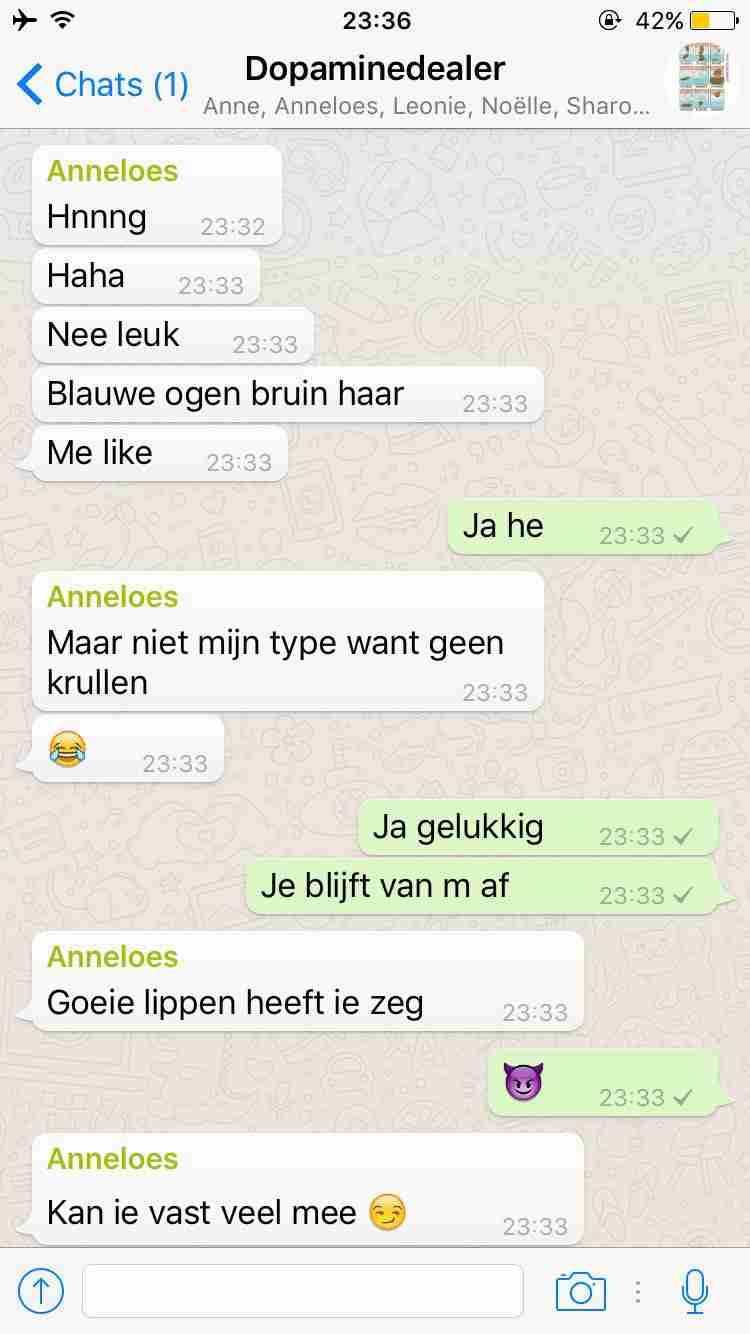 23:36
42%
Chats (1)
Dopaminedealer
Anne, Anneloes, Leonie, Noëlle, Sharo...
Anneloes
Hnnng 23:32
Haha 23:33
Nee leuk 23:33
Blauwe ogen bruin haar 23:33
Me like 23:33
Ja he 23:33
Anneloes
Maar niet mijn type want geen
krullen 23:33
😂 23:33
Ja gelukkig 23:33
Je blijft van m af 23:33
Anneloes
Goeie lippen heeft ie zeg 23:33
😈 23:33
Anneloes
Kan ie vast veel mee 😏 23:33